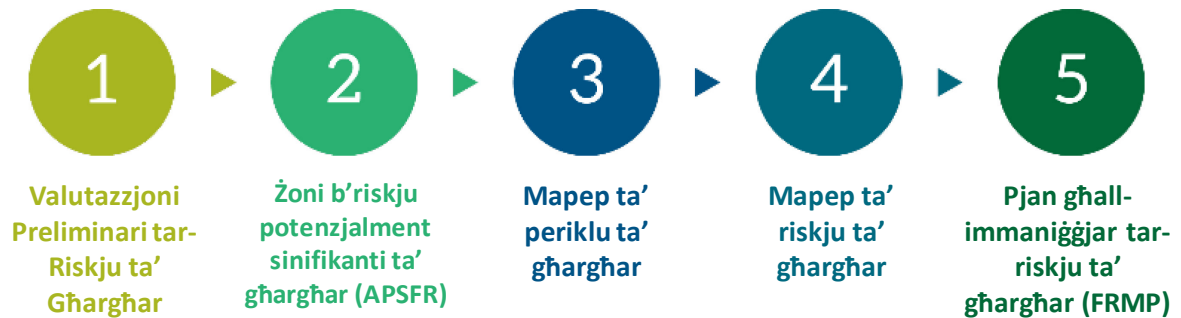 1
2
3
4
5
Valutazzjoni
Preliminari tar-
Riskju ta'
Għargħar
Żoni b'riskju
potenzjalment
sinifikanti ta'
għargħar (APSFR)
Mapep ta'
periklu ta'
għargħar
Mapep ta'
riskju ta'
għargħar
Pjan għall-
immaniġġjar tar-
riskju ta'
għargħar (FRMP)